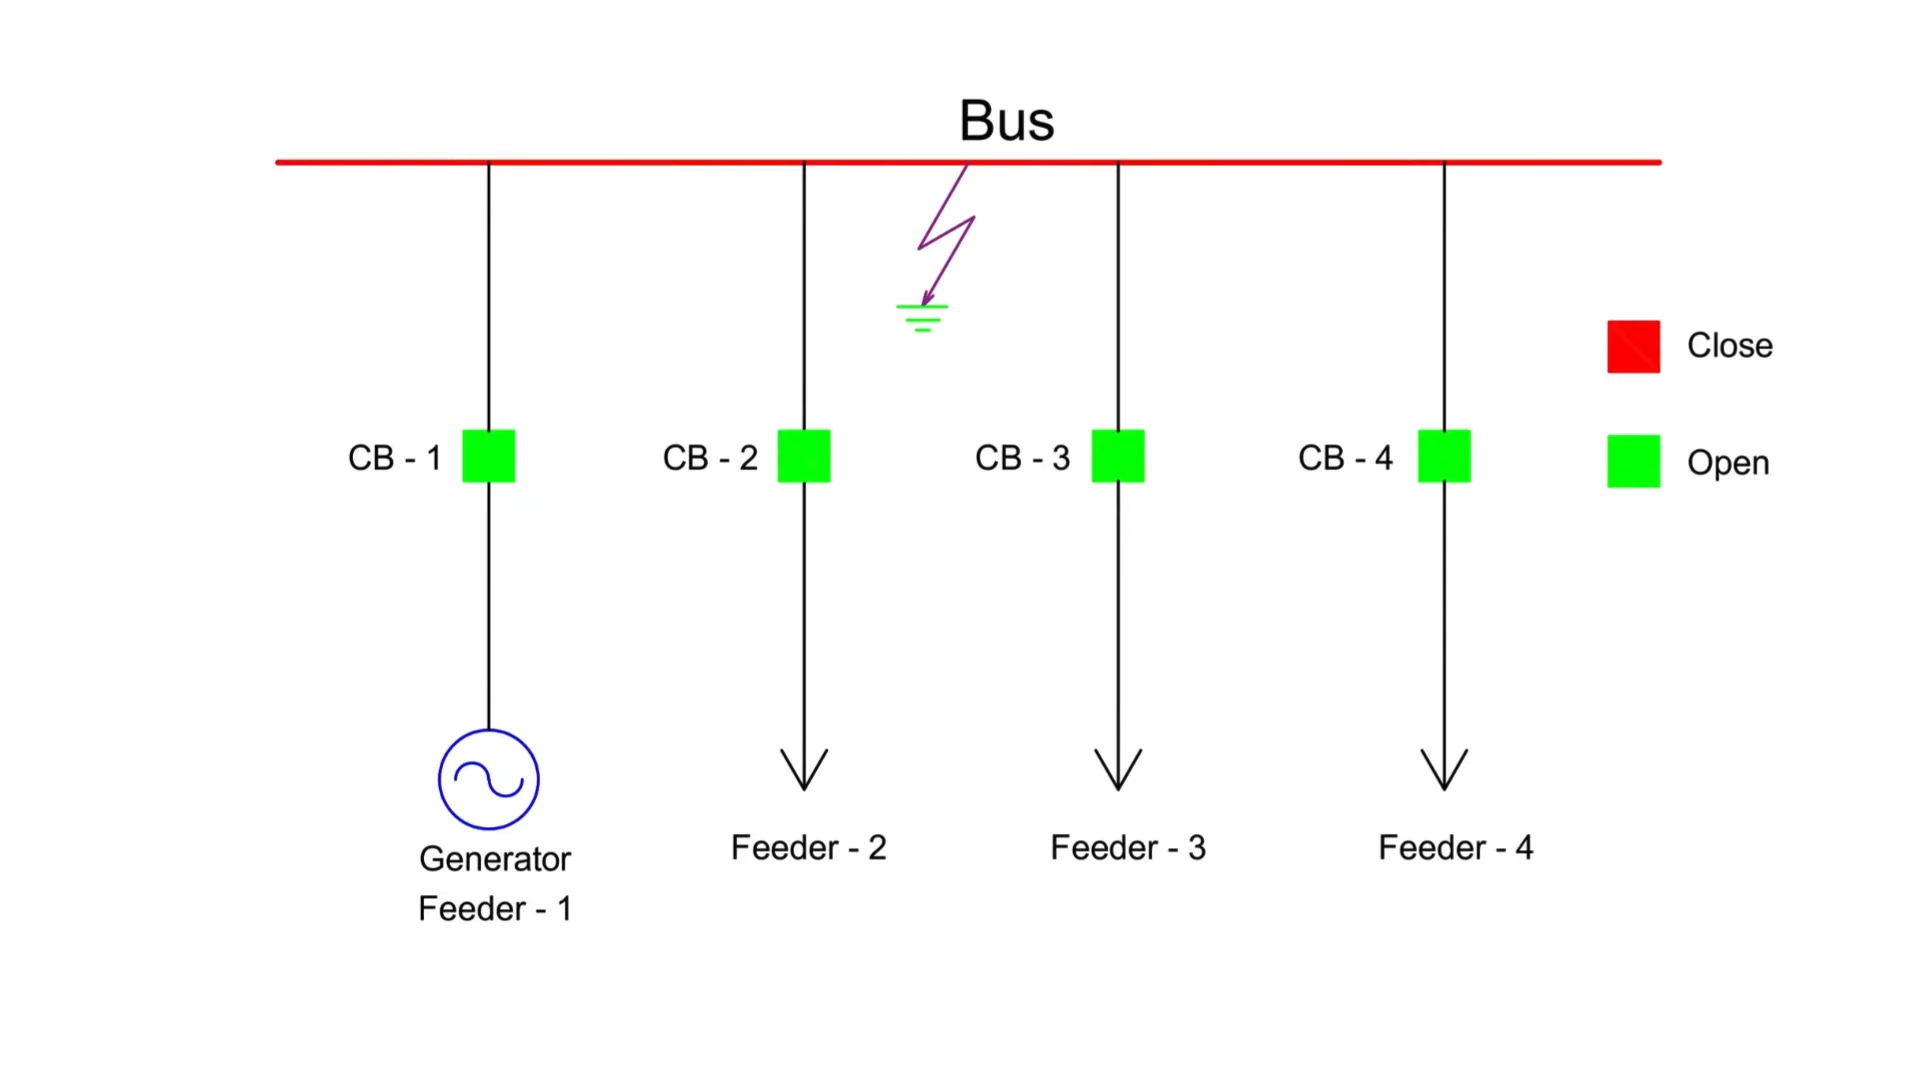 Bus
Close
CB - 1
CB - 2
CB - 3
CB - 4
Open
Generator
Feeder - 1
Feeder - 2
Feeder - 3
Feeder - 4